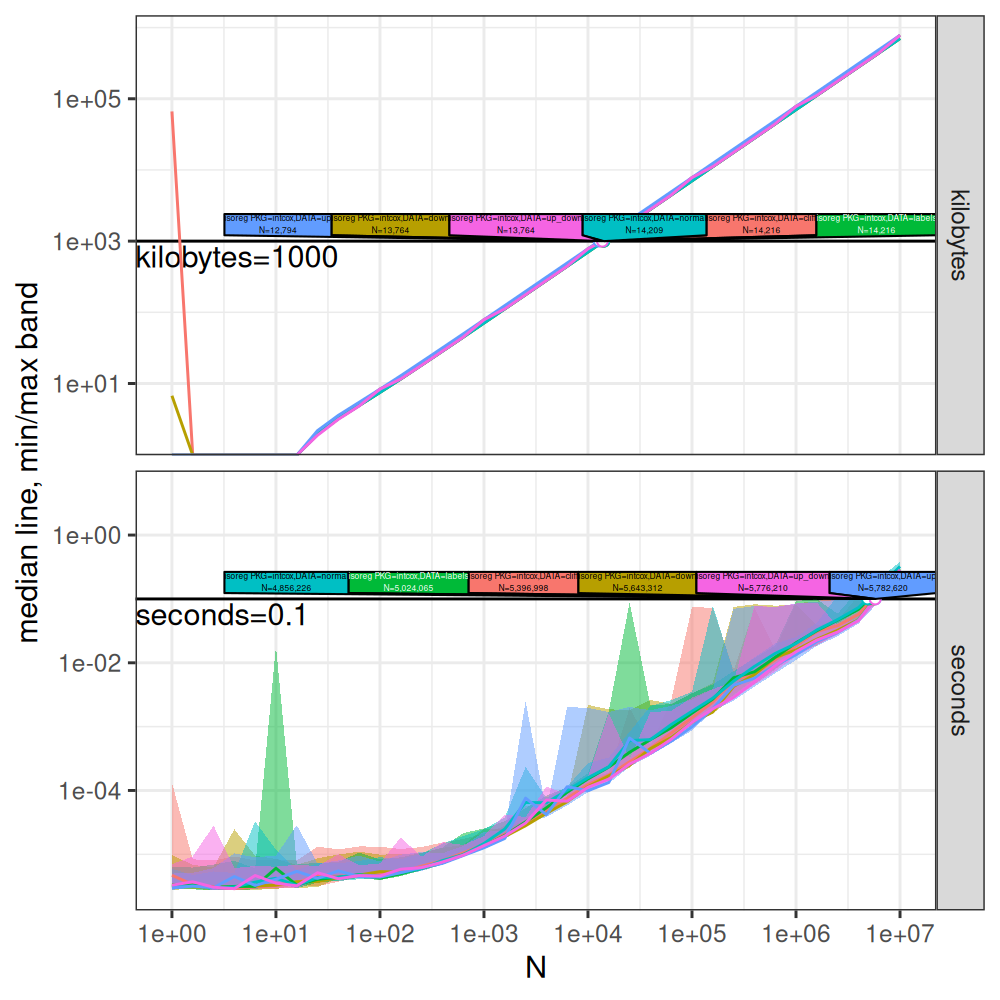 median line, min/max band
1e+05
1e+03
1e+01
isoreg PKG=intcox,DATA=up
N=12,794
isoreg PKG=intcox,DATA=down
N=13,764
isoreg PKG=intcox,DATA=up_down
N=13,764
isoreg PKG=intcox,DATA=norma
N=14,209
isoreg PKG=intcox,DATA=clif
N=14,216
isoreg PKG=intcox,DATA=labels
N=14,216
kilobytes=1000
kilobytes
1e+00
1e-02
1e-04
isoreg PKG=intcox,DATA=norma
N=4,856,226
isoreg PKG=intcox,DATA=labels
N=5,024,065
isoreg PKG=intcox,DATA=clif
N=5,396,998
isoreg PKG=intcox,DATA=down
N=5,643,312
isoreg PKG=intcox,DATA=up_down
N=5,776,210
isoreg PKG=intcox,DATA=up
N=5,782,620
seconds=0.1
seconds
1e+00
1e+01
1e+02
1e+03
1e+04
1e+05
1e+06
1e+07
N